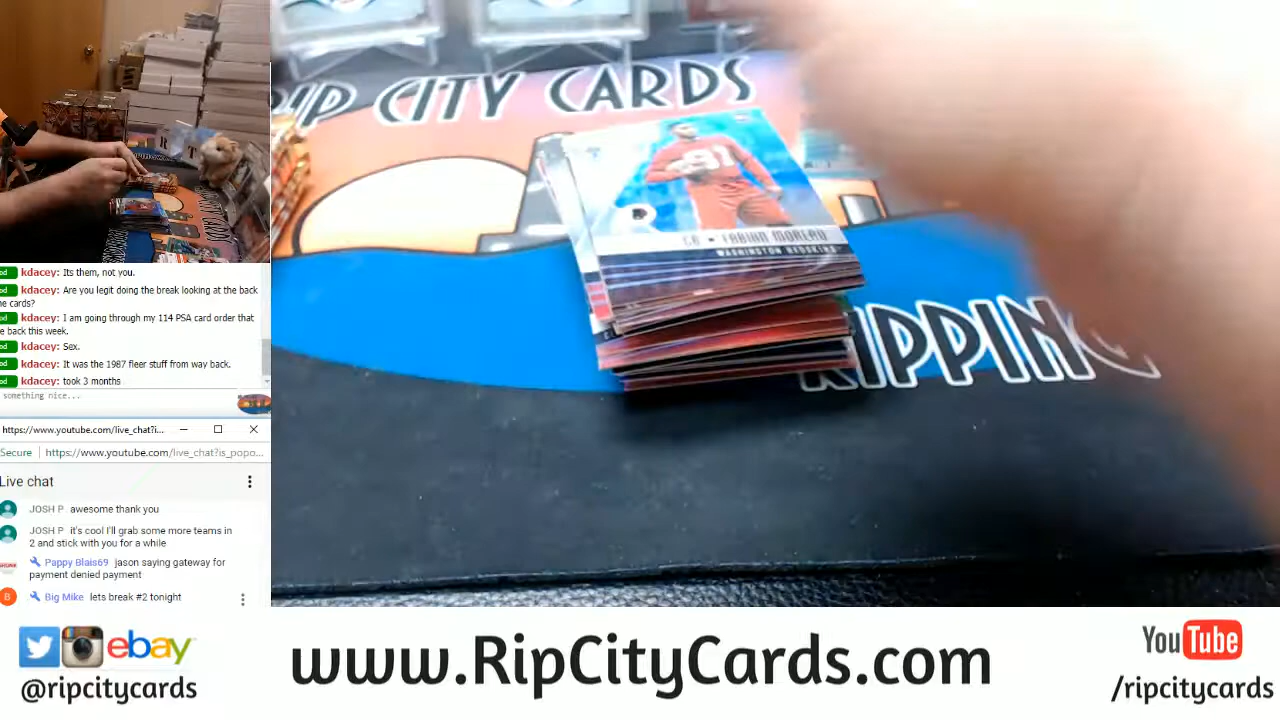 RIP CITY CARDS
91
CB • FABIAN MOREAU
WASHINGTON REDSKINS
RIPPING
kdacey: Its them, not you.
kdacey: Are you legit doing the break looking at the back
he cards?
kdacey: I am going through my 114 PSA card order that
e back this week.
kdacey: Sex.
kdacey: It was the 1987 fleer stuff from way back.
kdacey: took 3 months
something nice...
https://www.youtube.com/live_chat?i...
Secure https://www.youtube.com/live_chat?is_popo...
Live chat
JOSH P awesome thank you
JOSH P it's cool I'll grab some more teams in
2 and stick with you for a while
Pappy Blais69 jason saying gateway for
payment denied payment
B Big Mike lets break #2 tonight
ebay
@ripcitycards
www.RipCityCards.com
YouTube
/ripcitycards